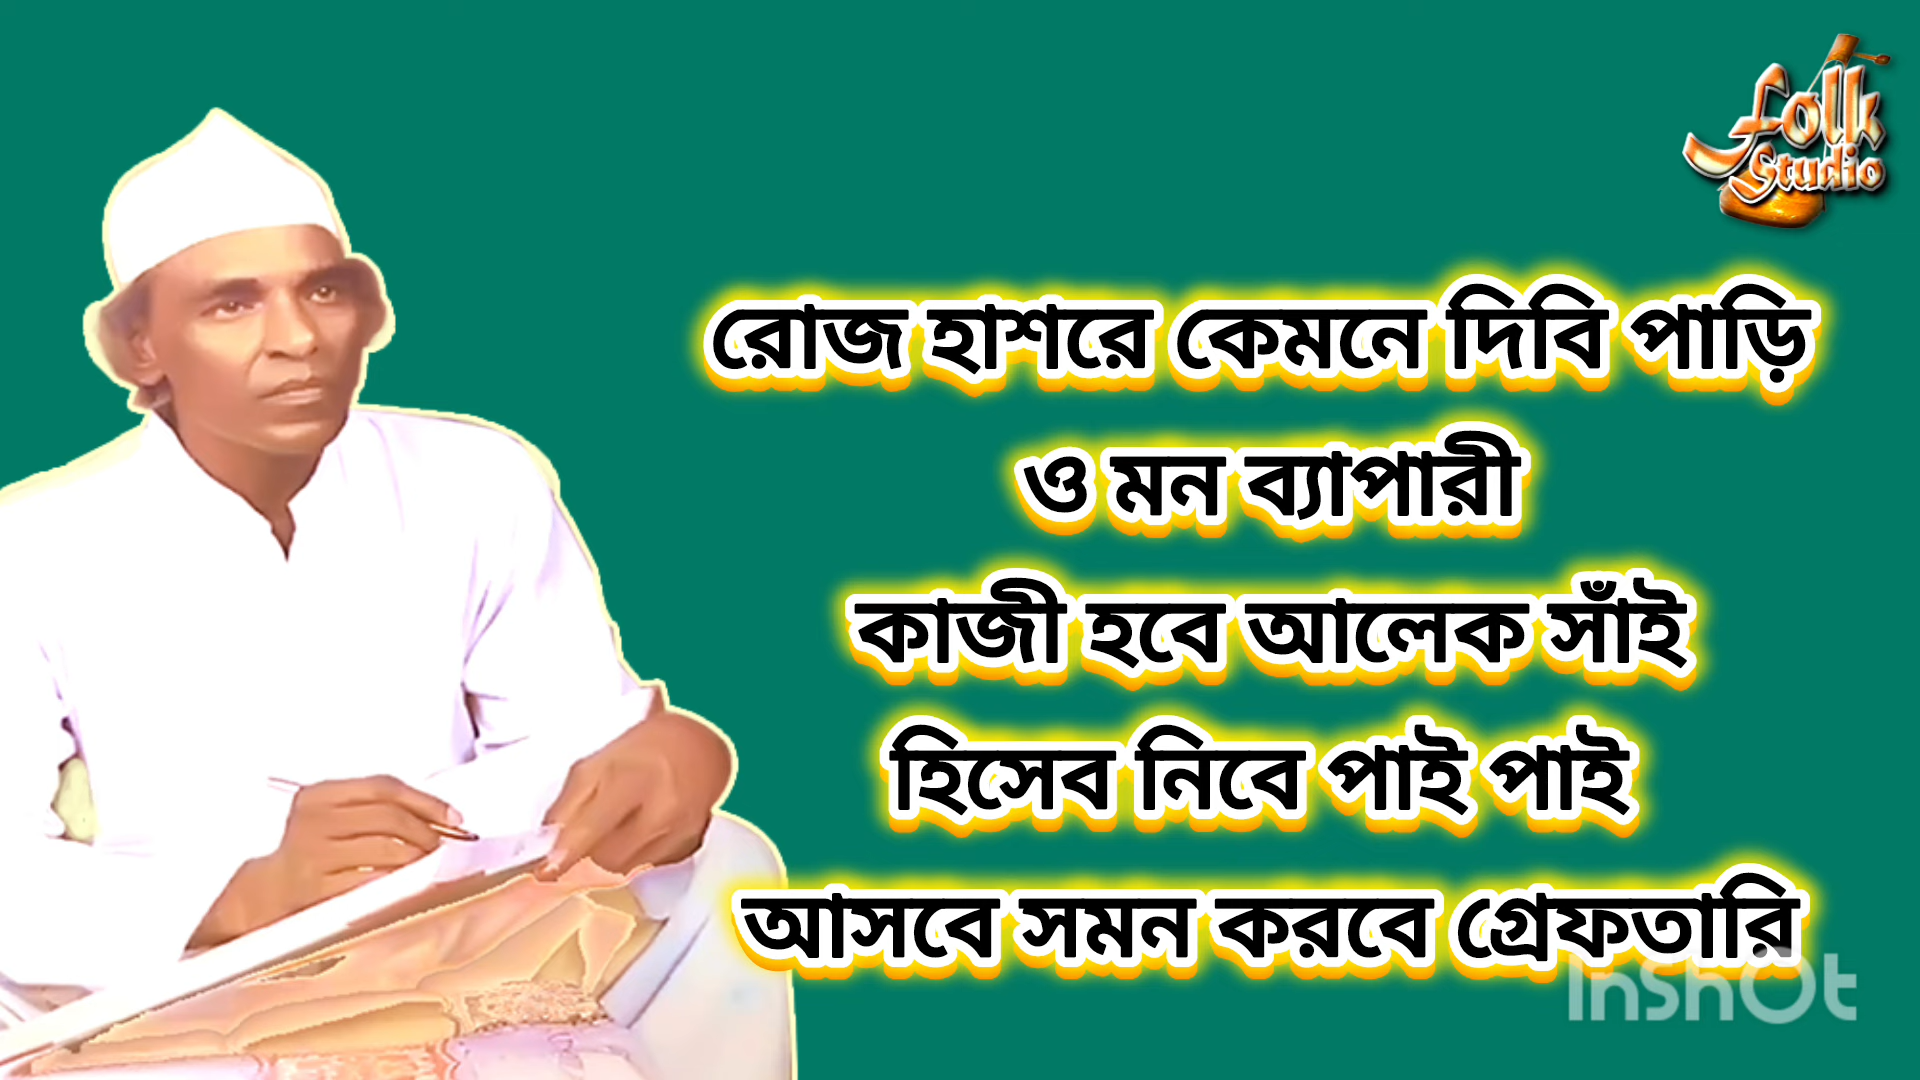 Folk
Studio
রোজ হাশরে কেমনে দিবি পাড়ি
ও মন ব্যাপারী
কাজী হবে আলেক সাঁই
হিসেব নিবে পাই পাই
আসবে সমন করবে গ্রেফতারি
InShOt